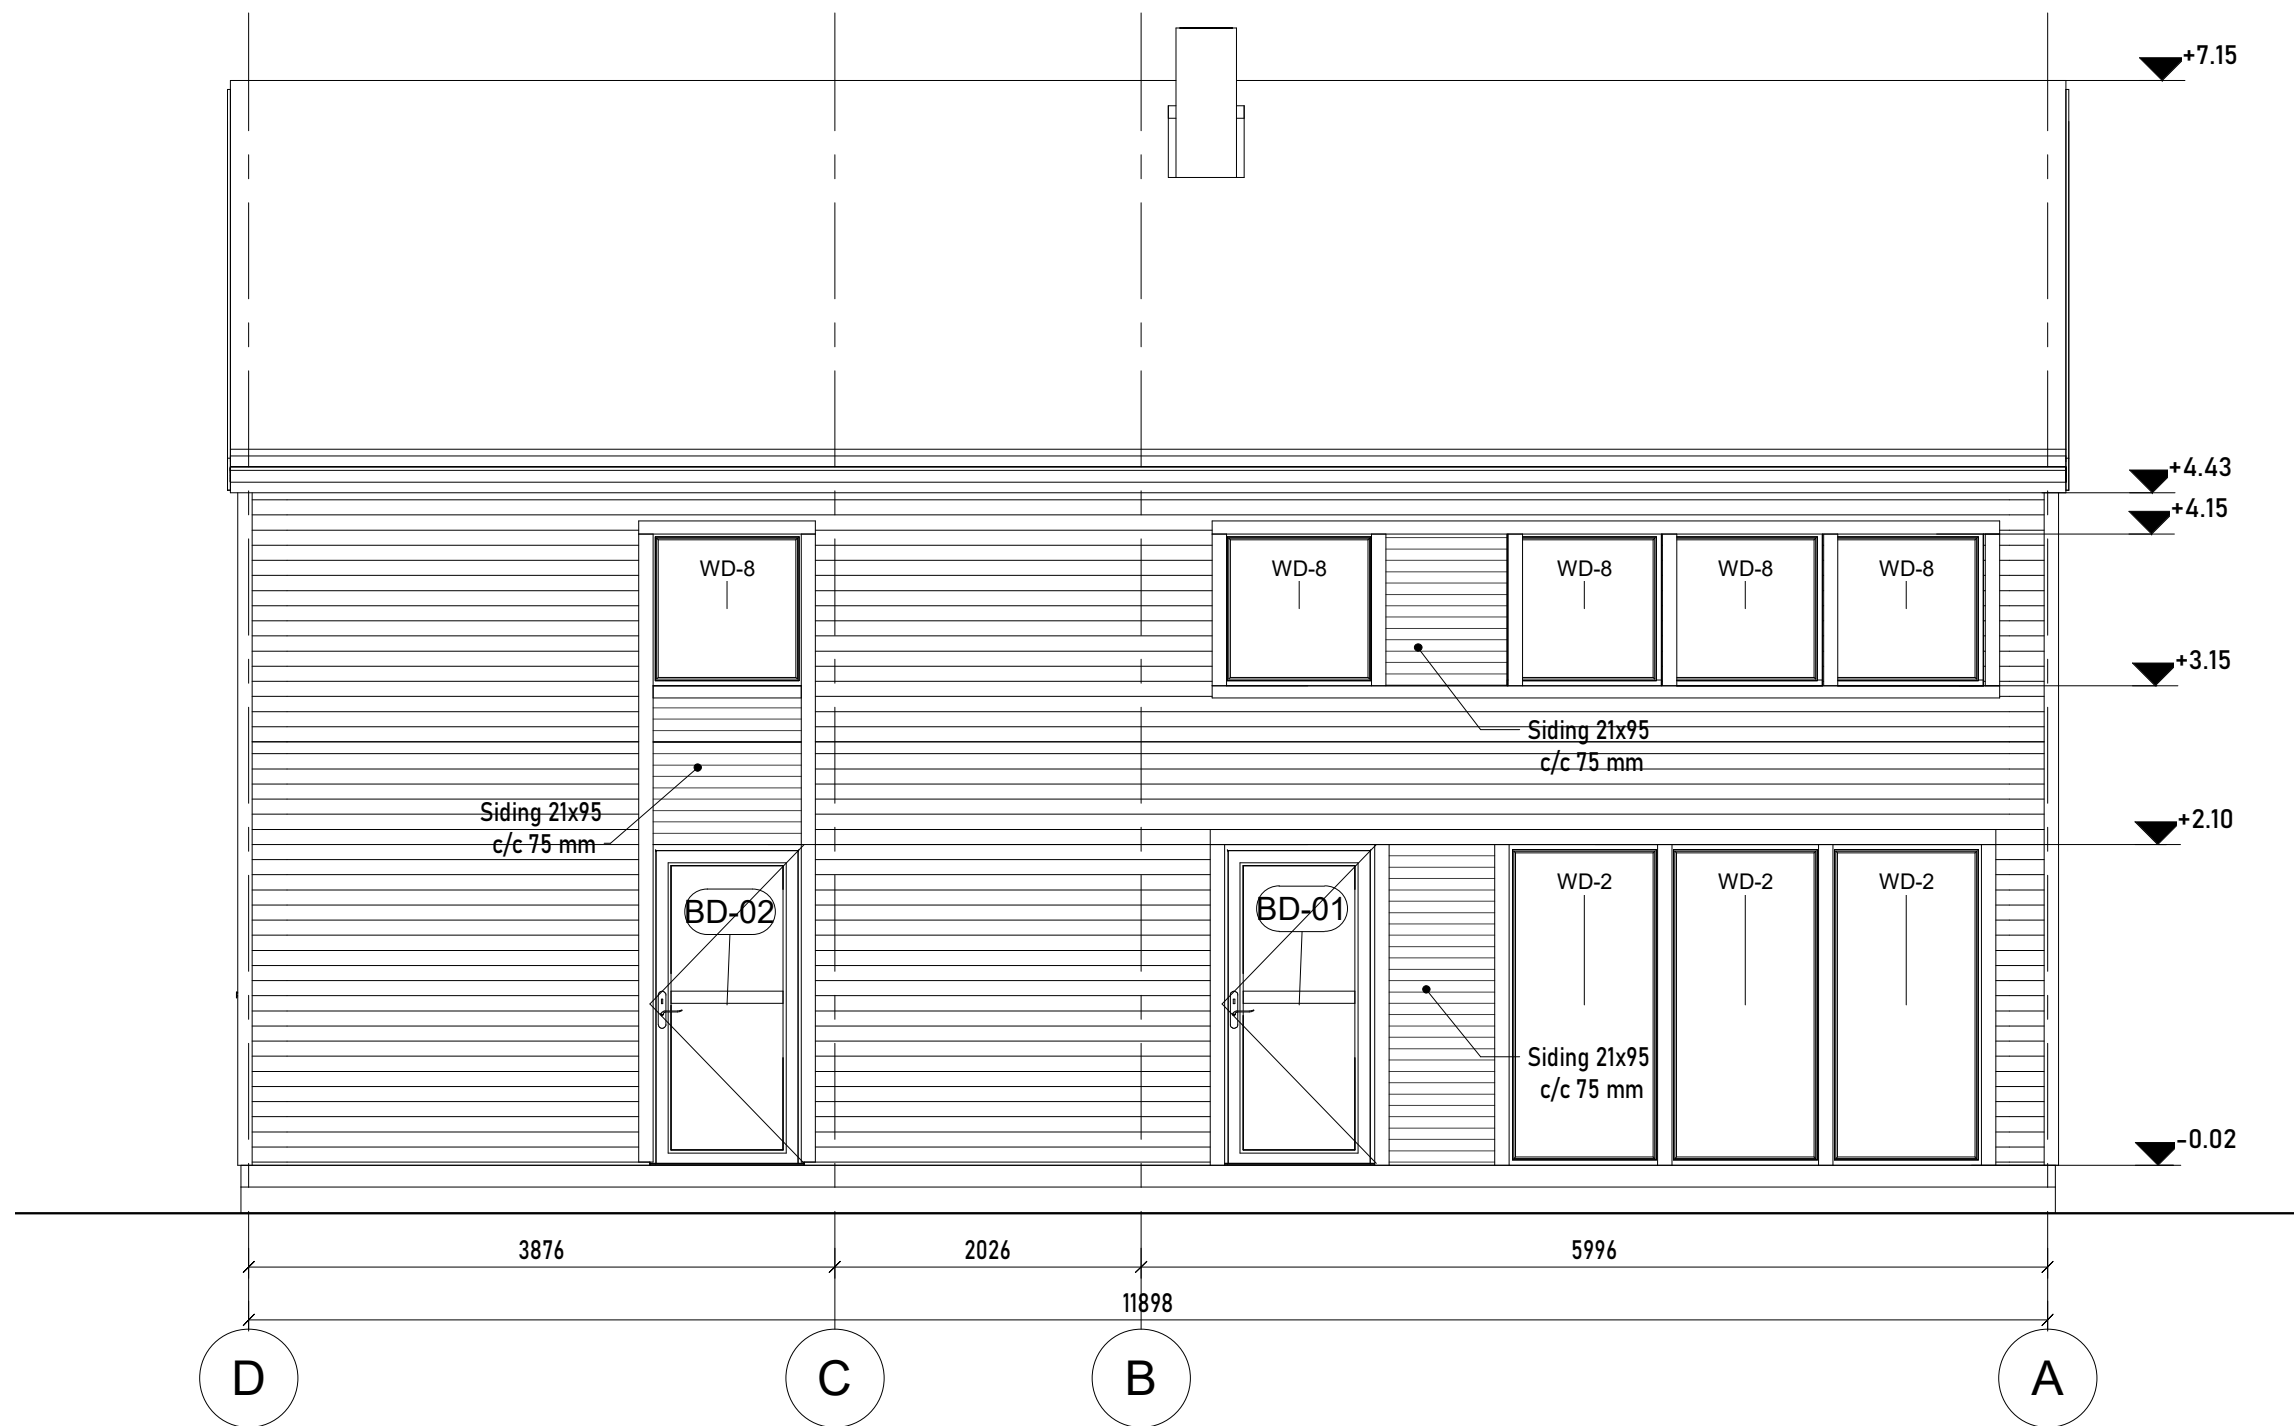 +7.15
+4.43
+4.15
WD-8
WD-8
WD-8
WD-8
WD-8
+3.15
Siding 21x95
c/c 75 mm
Siding 21x95
c/c 75 mm
+2.10
WD-2
WD-2
WD-2
BD-02
BD-01
Siding 21x95
c/c 75 mm
-0.02
3876
2026
5996
11898
D
C
B
A